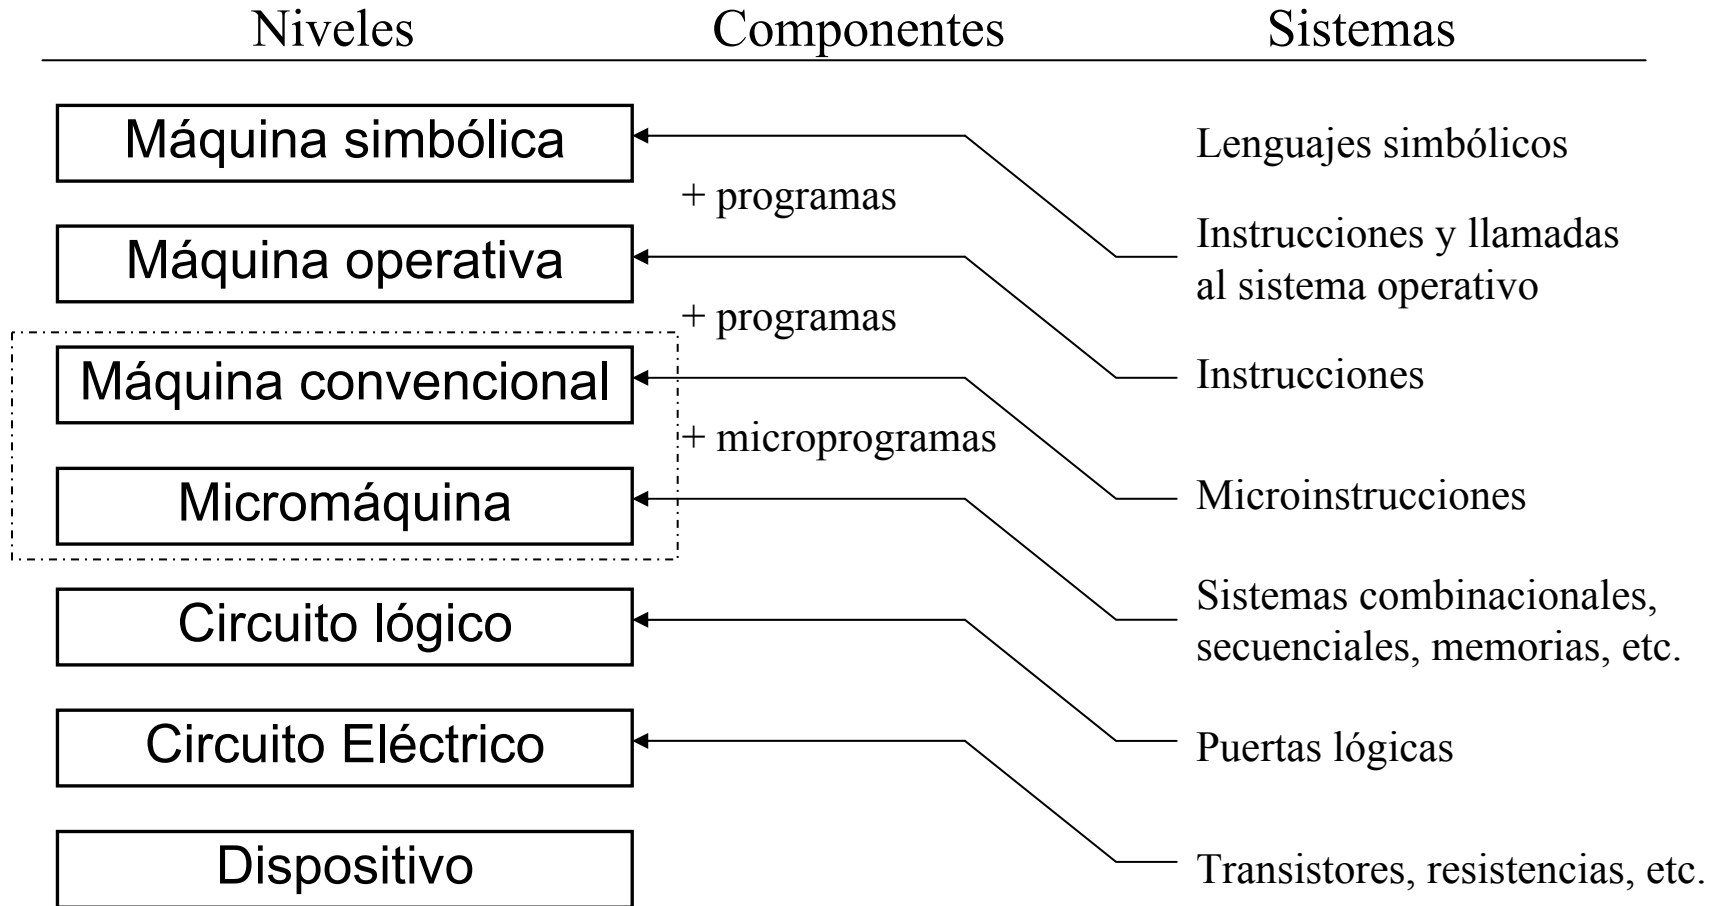 Niveles Componentes Sistemas
Máquina simbólica
Lenguajes simbólicos
+ programas
Máquina operativa
Instrucciones y llamadas
al sistema operativo
+ programas
Máquina convencional
Instrucciones
+ microprogramas
Micromáquina
Microinstrucciones
Circuito lógico
Sistemas combinacionales,
secuenciales, memorias, etc.
Circuito Eléctrico
Puertas lógicas
Dispositivo
Transistores, resistencias, etc.